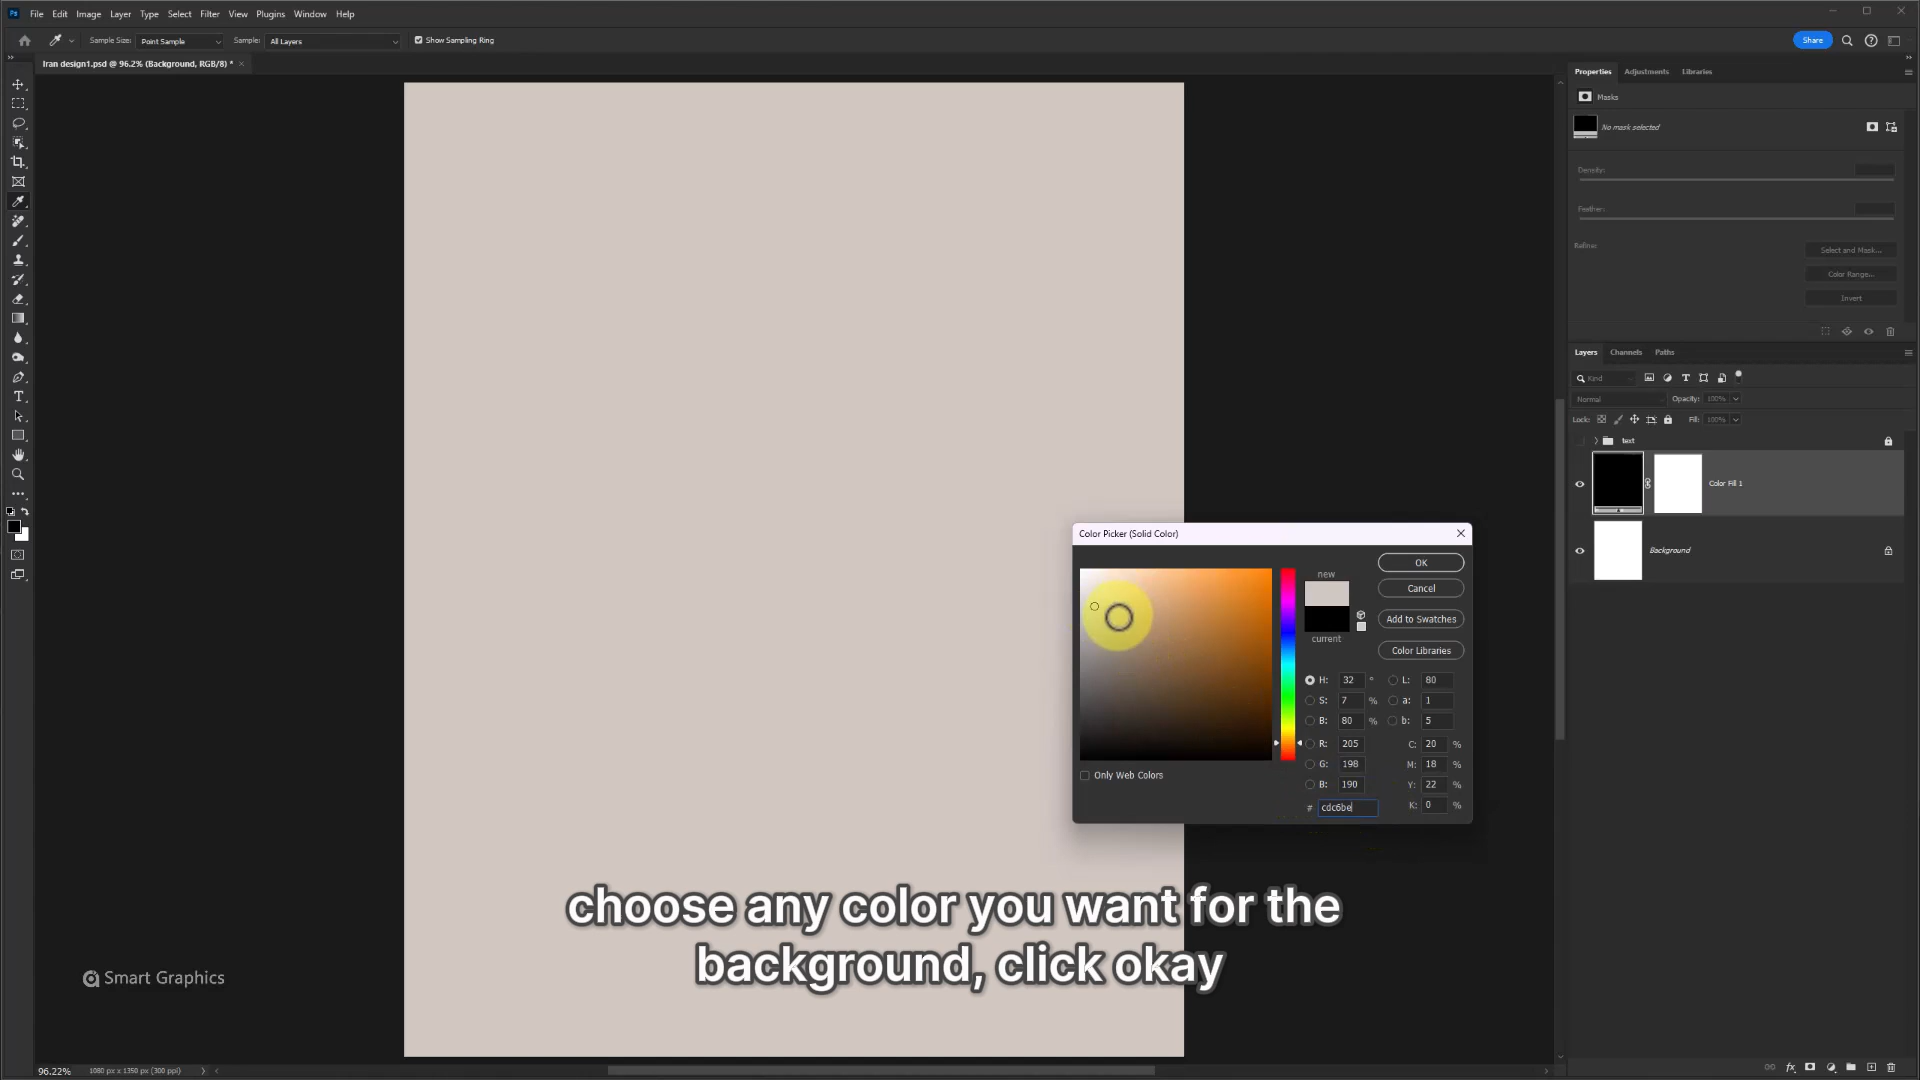 File Edit Image Layer Type Select Filter View Plugins Window Help
Sample Size: Point Sample Sample: All Layers Show Sampling Ring Share
Iran design1.psd @ 96.2% (Background, RGB/8) *
Properties Adjustments Libraries
Masks
No mask selected
Density:
Feather:
Refine:
Select and Mask...
Color Range...
Invert
Layers Channels Paths
Kind
Normal Opacity: 100%
Lock: Fill: 100%
text
Color Fill 1
Background
Color Picker (Solid Color)
new
current
OK
Cancel
Add to Swatches
Color Libraries
H: 32 ° L: 80
S: 7 % a: 1
B: 80 % b: 5
R: 205 C: 20 %
G: 198 M: 18 %
B: 190 Y: 22 %
# cdc6be K: 0 %
Only Web Colors
choose any color you want for the
background, click okay
Smart Graphics
96.22% 1080 px x 1350 px (300 ppi)